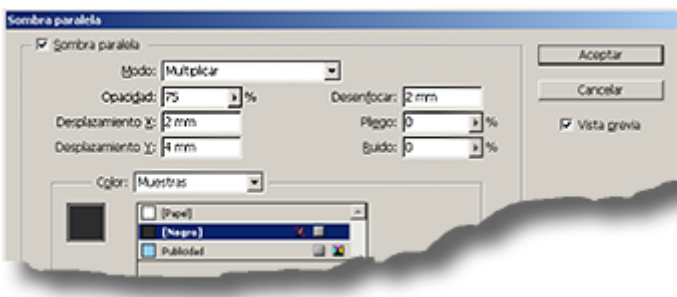 Sombra paralela
Sombra paralela
Modo: Multiplicar
Opacidad: 75 %
Desenfocar: 2 mm
Desplazamiento X: 2 mm
Pliego: 0 %
Desplazamiento Y: 4 mm
Ruido: 0 %
Color: Muestras
[Papel]
[Negro]
Publicidad
Aceptar
Cancelar
Vista previa